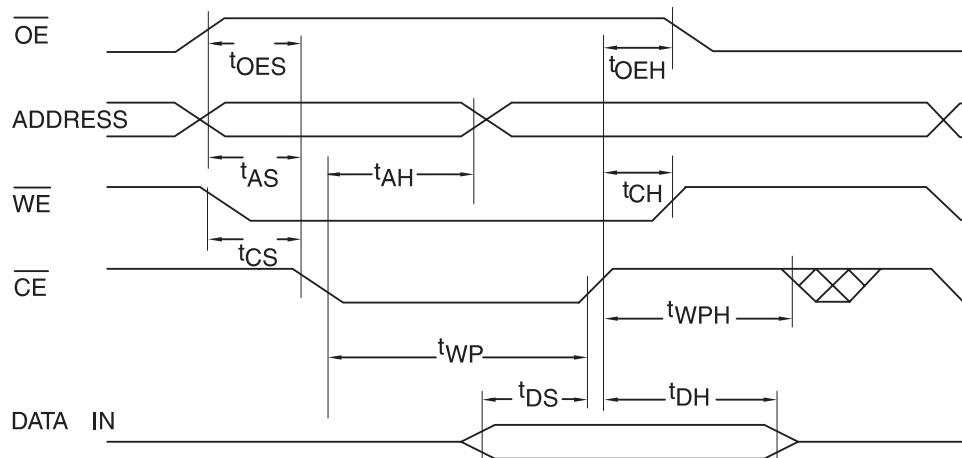 OE
tOES
tOEH
ADDRESS
tAS
tAH
tCH
WE
tCS
CE
tWPH
tWP
tDS
tDH
DATA IN